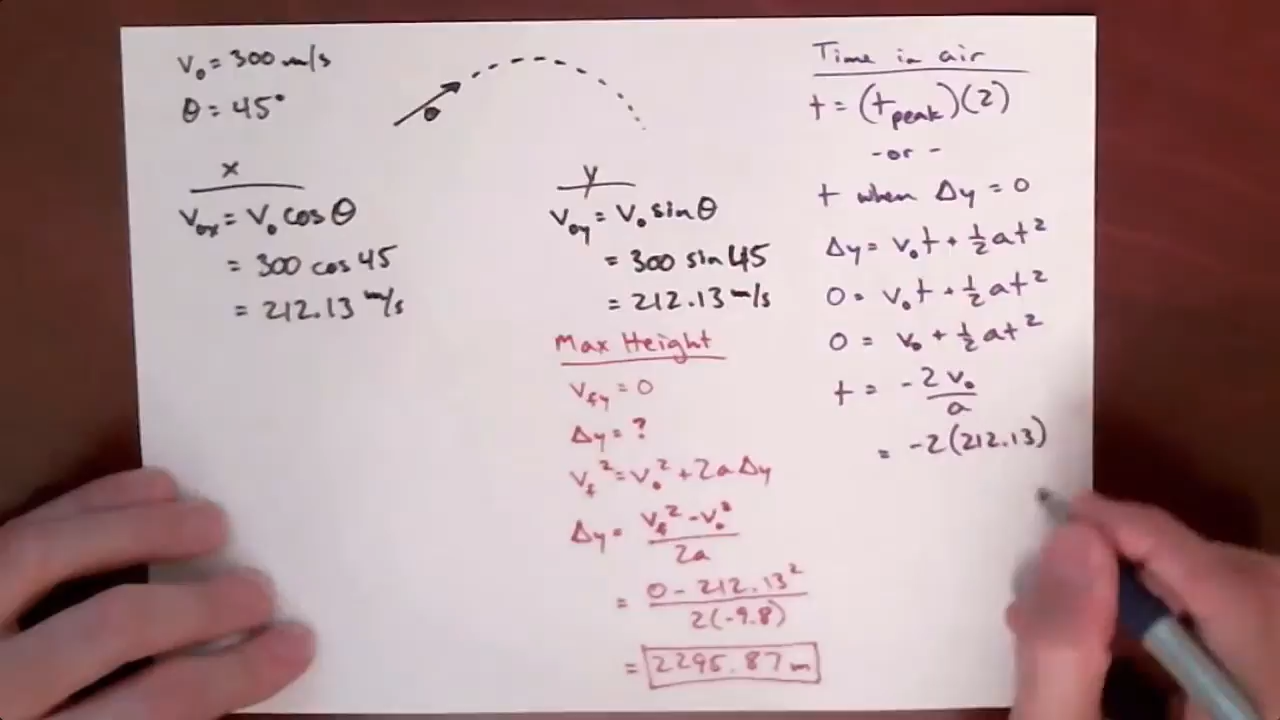 V₀ = 300 m/s
θ = 45°
θ
x
V₀ₓ = V₀ cos θ
= 300 cos 45
= 212.13 m/s
y
V₀y = V₀ sin θ
= 300 sin 45
= 212.13 m/s
Max Height
Vfy = 0
Δy = ?
Vf² = V₀² + 2aΔy
Δy = (Vf² - V₀²)/2a
= (0 - 212.13²)/2(-9.8)
= 2295.87 m
Time in air
t = (t peak)(2)
- or -
t when Δy = 0
Δy = V₀t + ½at²
0 = V₀t + ½at²
0 = V₀ + ½at²
t = -2V₀/a
= -2(212.13)